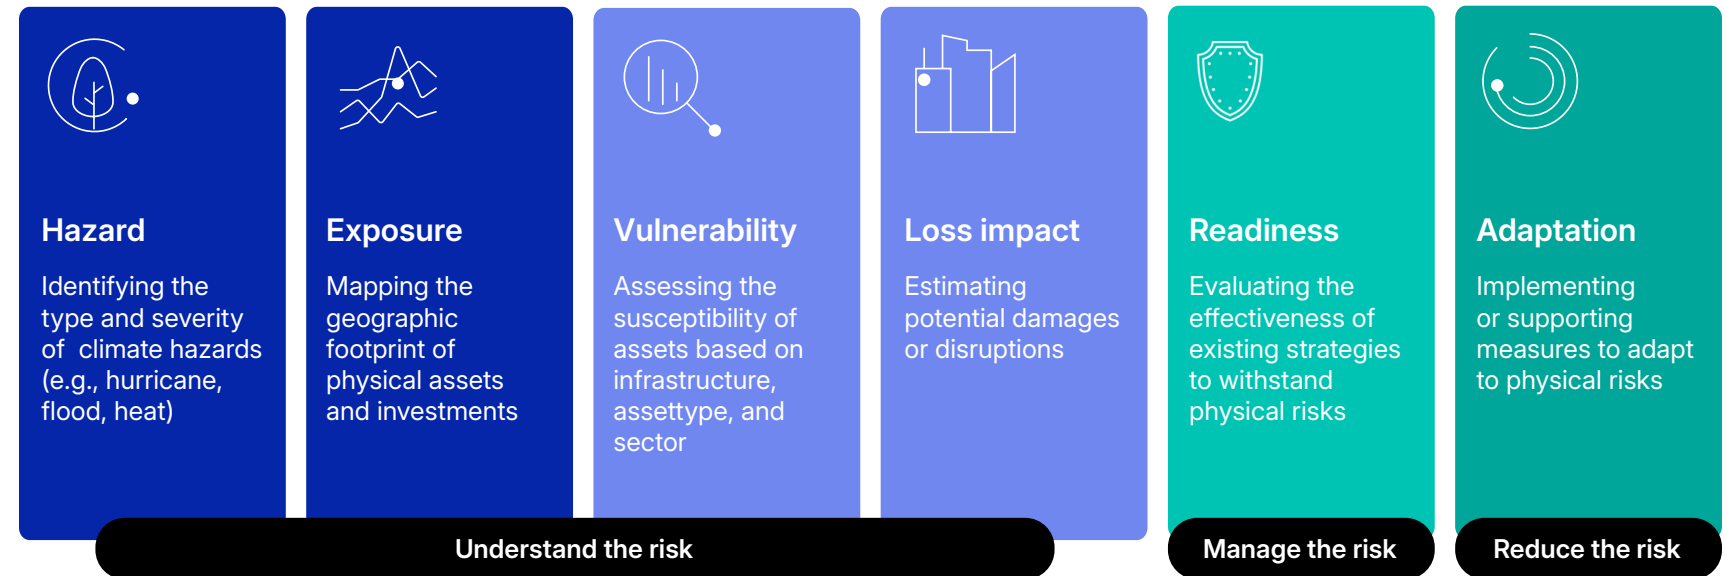 Hazard
Identifying the
type and severity
of  climate hazards
(e.g., hurricane,
flood, heat)
Exposure
Mapping the
geographic
footprint of
physical assets
and investments
Vulnerability
Assessing the
susceptibility of
assets based on
infrastructure,
assettype, and
sector
Loss impact
Estimating
potential damages
or disruptions
Readiness
Evaluating the
effectiveness of
existing strategies
to withstand
physical risks
Adaptation
Implementing
or supporting
measures to adapt
to physical risks
Understand the risk
Manage the risk
Reduce the risk